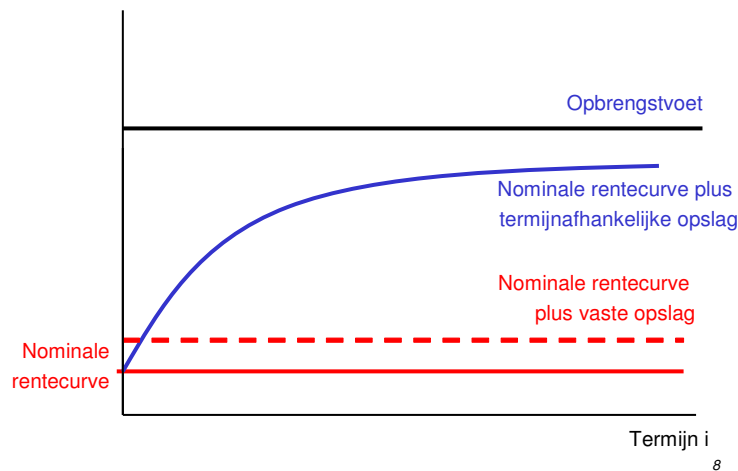 Opbrengstvoet
Nominale rentecurve plus
termijnafhankelijke opslag
Nominale rentecurve
plus vaste opslag
Nominale
rentecurve
Termijn i
8